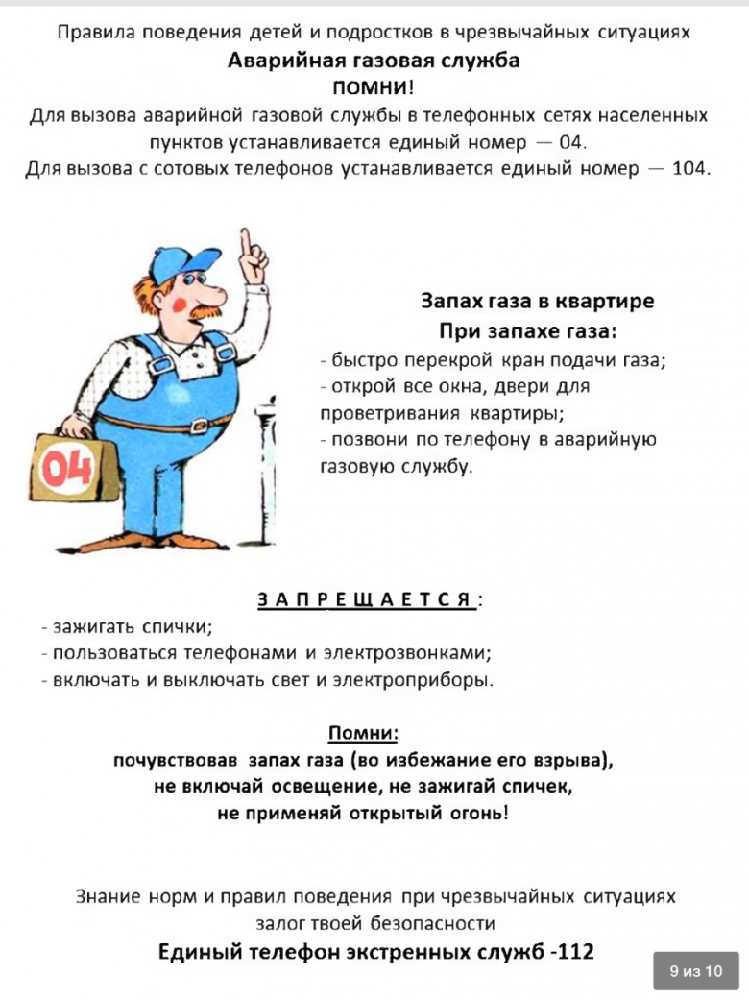 Правила поведения детей и подростков в чрезвычайных ситуациях
Аварийная газовая служба
ПОМНИ!
Для вызова аварийной газовой службы в телефонных сетях населенных
пунктов устанавливается единый номер — 04.
Для вызова с сотовых телефонов устанавливается единый номер — 104.
04
Запах газа в квартире
При запахе газа:
- быстро перекрой кран подачи газа;
- открой все окна, двери для
проветривания квартиры;
- позвони по телефону в аварийную
газовую службу.
З А П Р Е Щ А Е Т С Я :
- зажигать спички;
- пользоваться телефонами и электрозвонками;
- включать и выключать свет и электроприборы.
Помни:
почувствовав запах газа (во избежание его взрыва),
не включай освещение, не зажигай спичек,
не применяй открытый огонь!
Знание норм и правил поведения при чрезвычайных ситуациях
залог твоей безопасности
Единый телефон экстренных служб -112
9 из 10